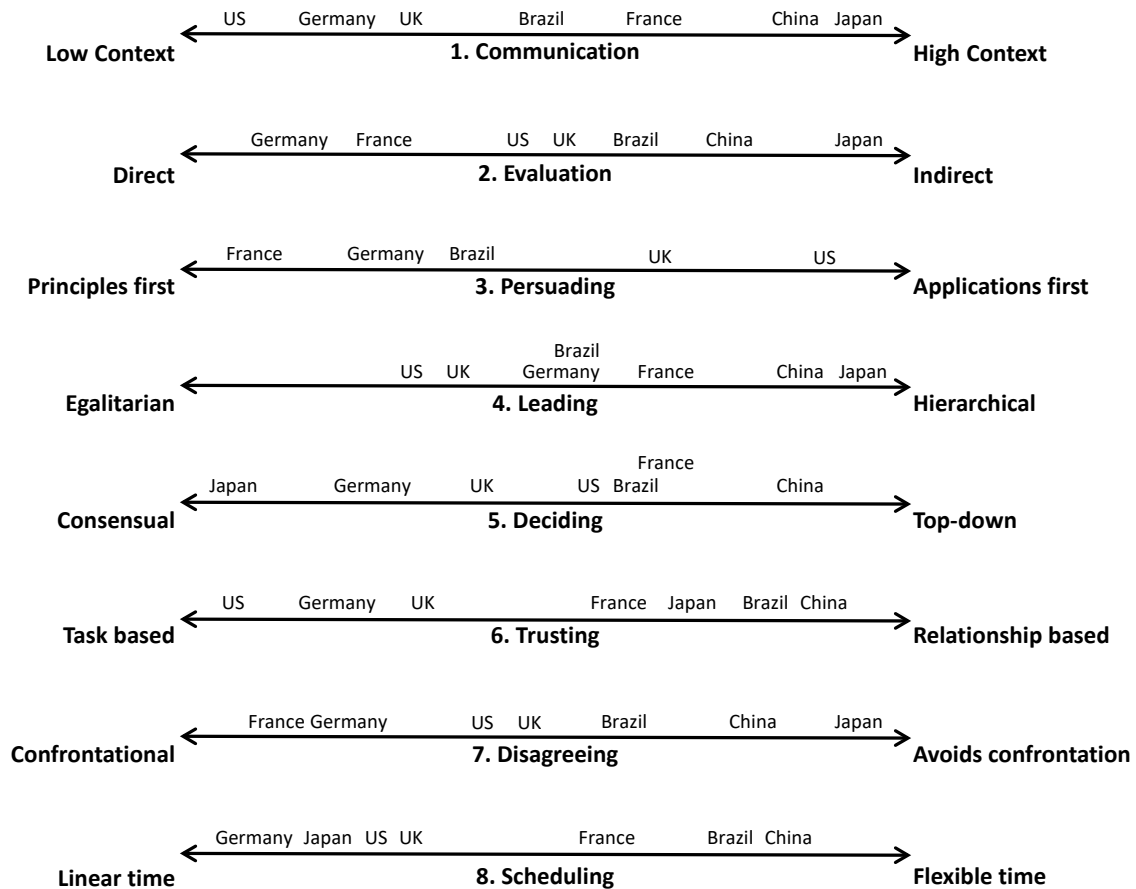 US Germany UK Brazil France China Japan
Low Context 1. Communication High Context
Germany France US UK Brazil China Japan
Direct 2. Evaluation Indirect
France Germany Brazil UK US
Principles first 3. Persuading Applications first
Brazil
US UK Germany France China Japan
Egalitarian 4. Leading Hierarchical
France
Japan Germany UK US Brazil China
Consensual 5. Deciding Top-down
US Germany UK France Japan Brazil China
Task based 6. Trusting Relationship based
France Germany US UK Brazil China Japan
Confrontational 7. Disagreeing Avoids confrontation
Germany Japan US UK France Brazil China
Linear time 8. Scheduling Flexible time